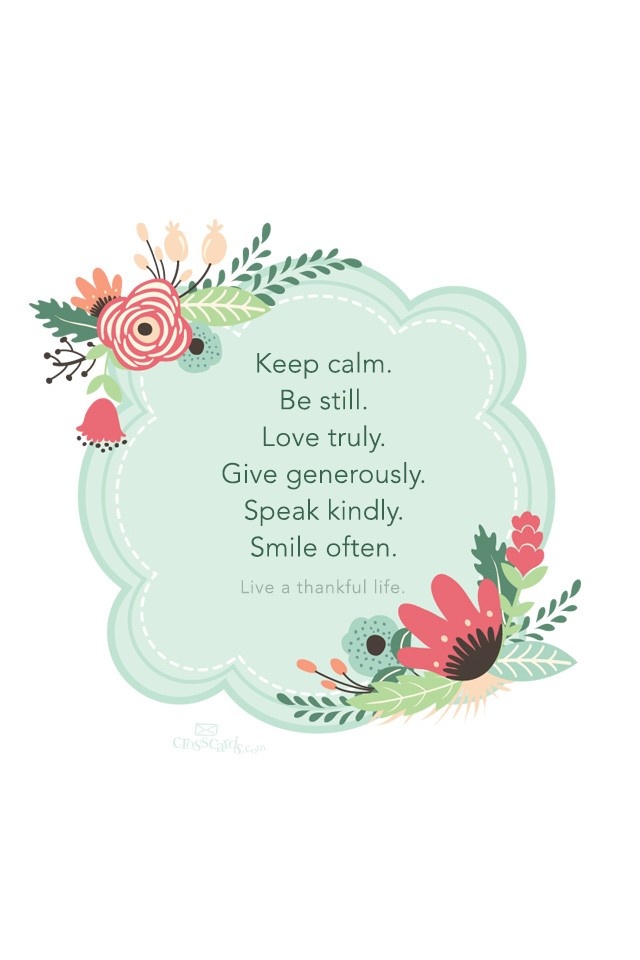 Keep calm.
Be still.
Love truly.
Give generously.
Speak kindly.
Smile often.
Live a thankful life.
crosscards.com